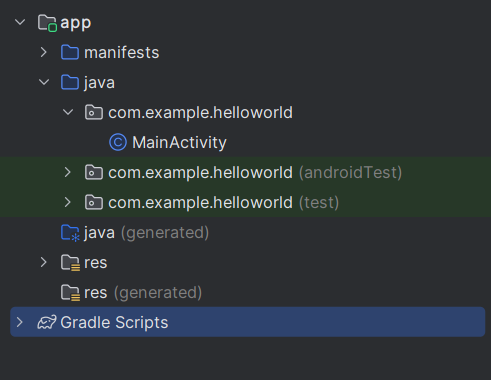 app
manifests
java
com.example.helloworld
MainActivity
com.example.helloworld (androidTest)
com.example.helloworld (test)
java (generated)
res
res (generated)
Gradle Scripts